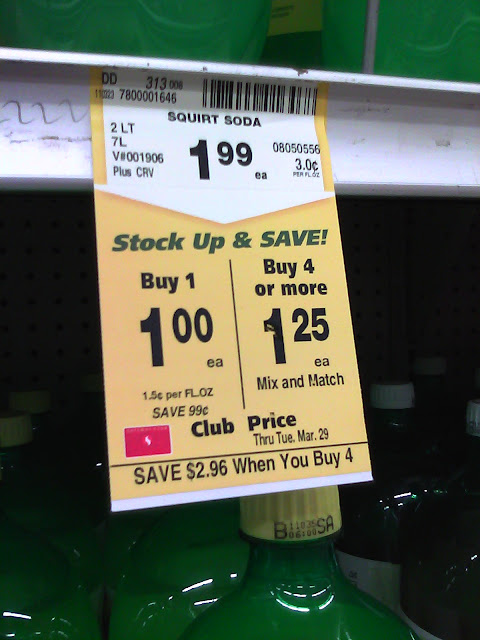 DD 313 006
110323 7800001646
SQUIRT SODA
2 LT
7L
V#001906
Plus CRV
1 99 ea
08050556
3.0¢
PER FL.OZ
Stock Up & SAVE!
Buy 1
1 00
ea
1.5¢ per FL.OZ
SAVE 99¢
Buy 4
or more
1 25
ea
Mix and Match
Club Price
Thru Tue. Mar. 29
SAVE $2.96 When You Buy 4
SA